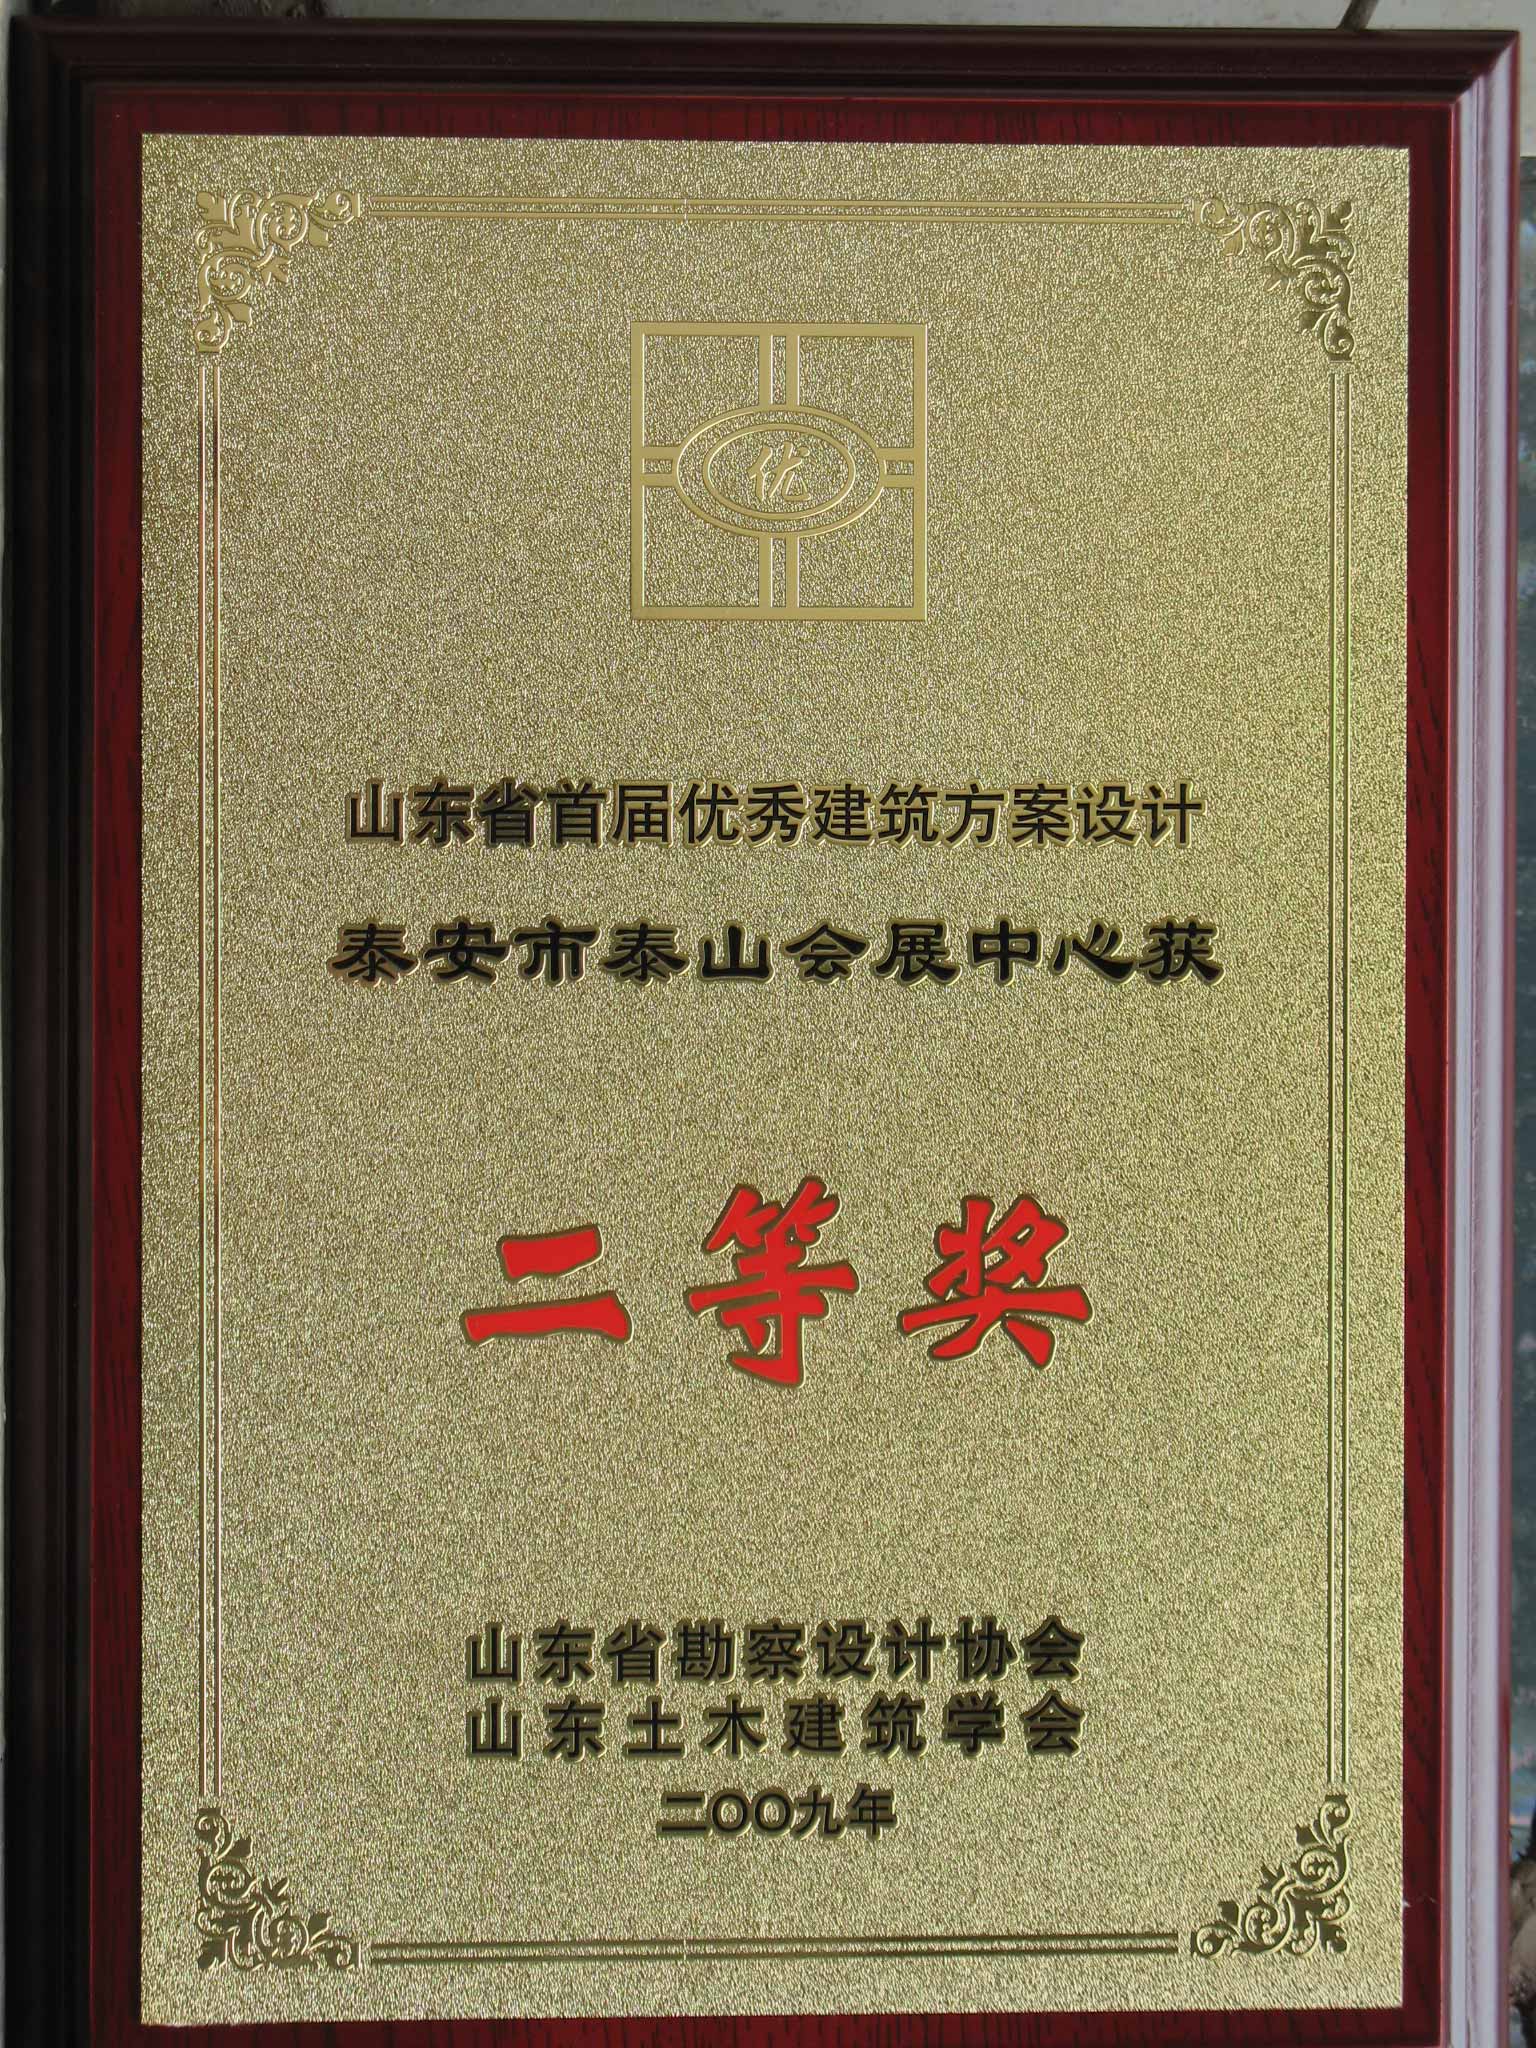 优
山东省首届优秀建筑方案设计
泰安市泰山会展中心获
二等奖
山东省勘察设计协会
山东土木建筑学会
二〇〇九年